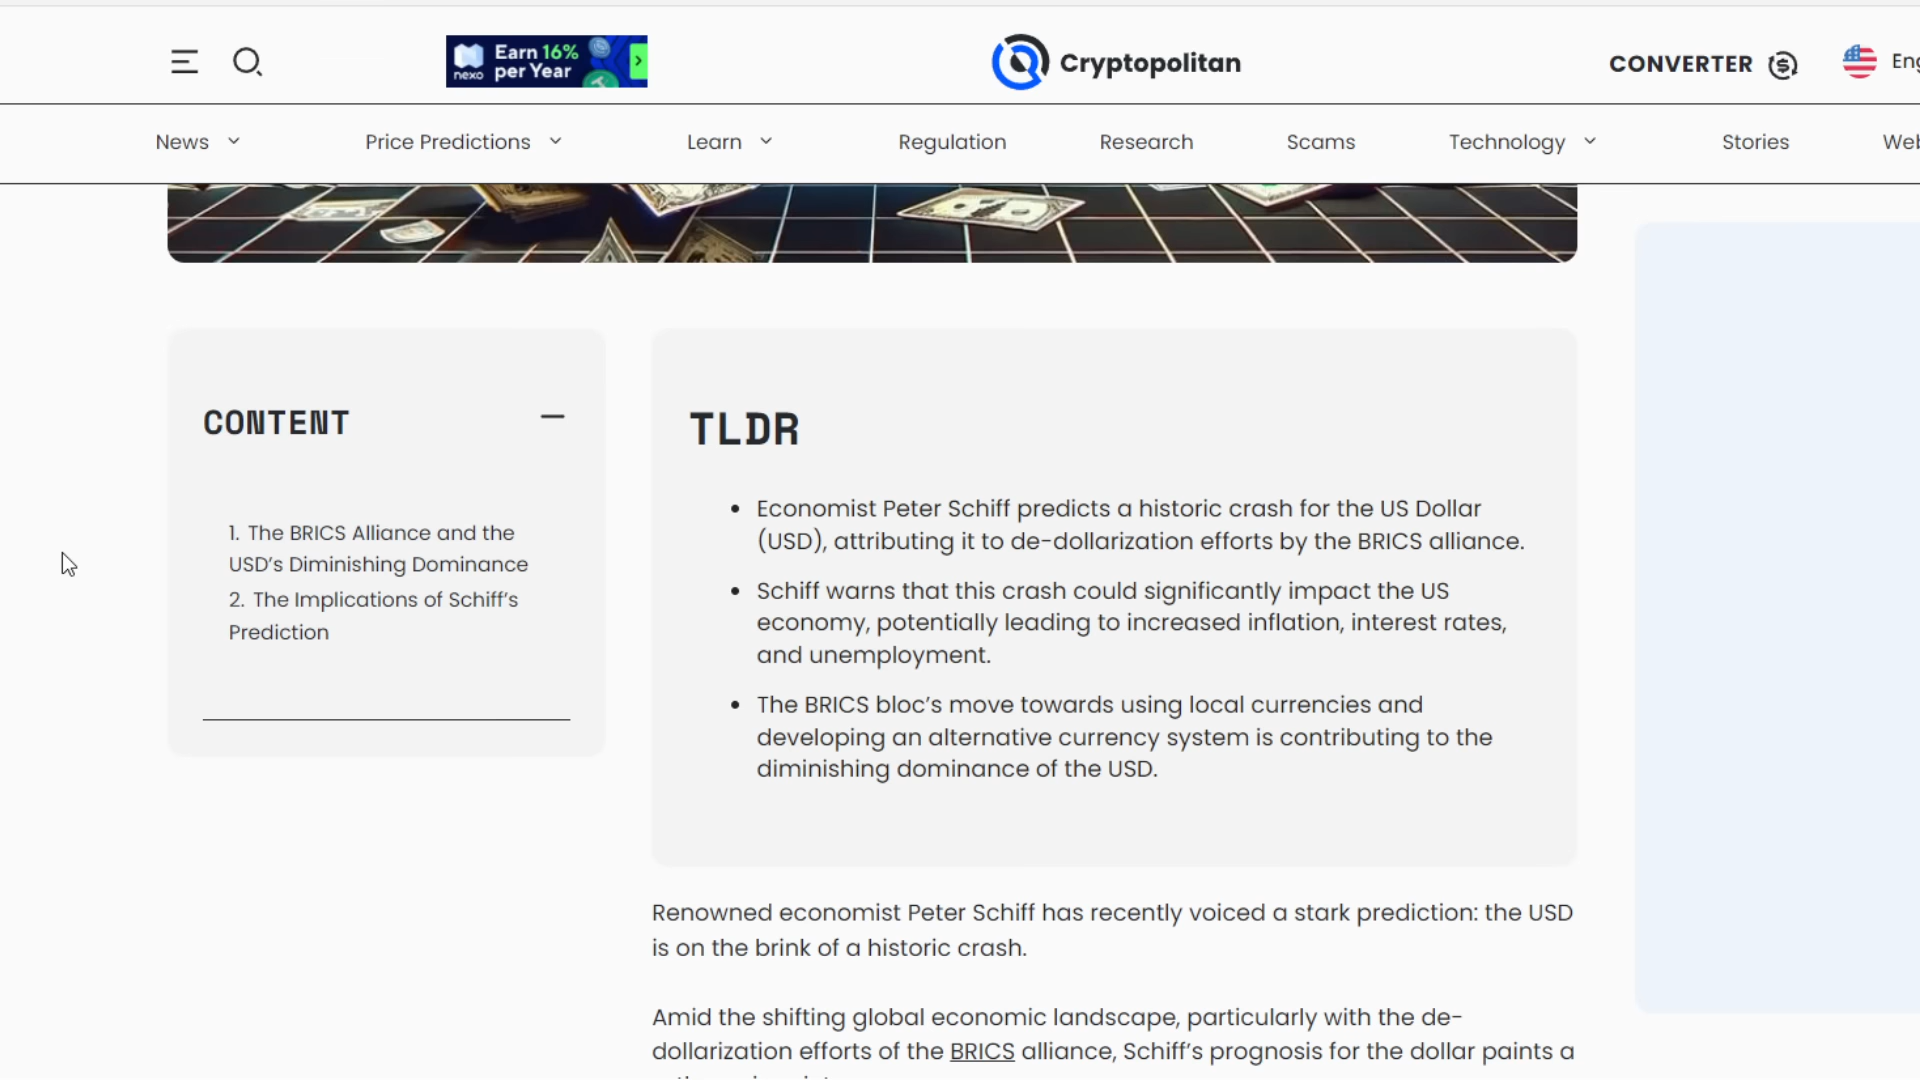 nexo
Earn 16%
per Year
Cryptopolitan
CONVERTER
Eng
News
Price Predictions
Learn
Regulation
Research
Scams
Technology
Stories
Web
CONTENT
1. The BRICS Alliance and the
USD’s Diminishing Dominance
2. The Implications of Schiff’s
Prediction
TLDR
• Economist Peter Schiff predicts a historic crash for the US Dollar
(USD), attributing it to de-dollarization efforts by the BRICS alliance.
• Schiff warns that this crash could significantly impact the US
economy, potentially leading to increased inflation, interest rates,
and unemployment.
• The BRICS bloc’s move towards using local currencies and
developing an alternative currency system is contributing to the
diminishing dominance of the USD.
Renowned economist Peter Schiff has recently voiced a stark prediction: the USD
is on the brink of a historic crash.
Amid the shifting global economic landscape, particularly with the de-
dollarization efforts of the BRICS alliance, Schiff’s prognosis for the dollar paints a